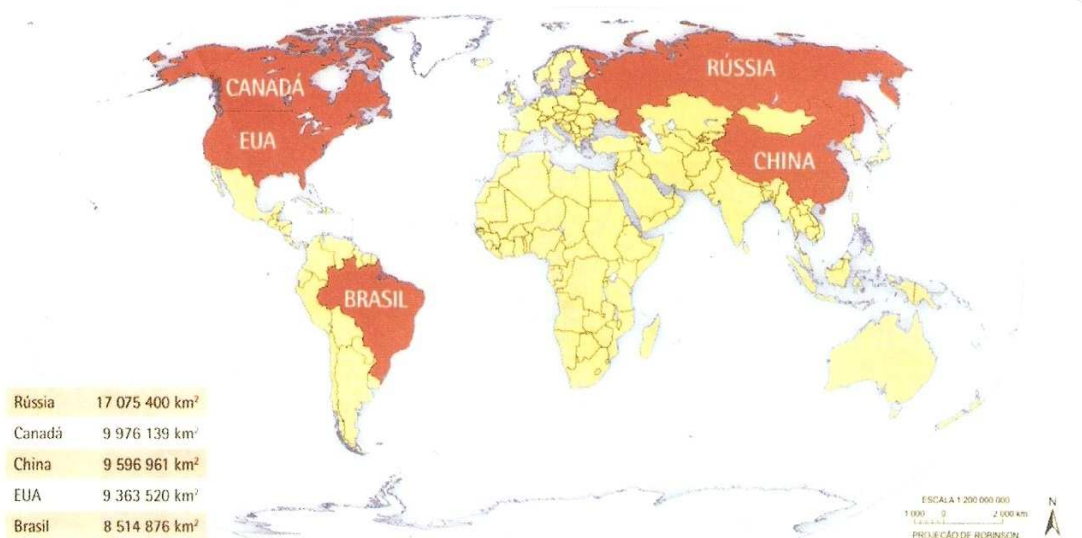 CANADÁ
RÚSSIA
EUA
CHINA
BRASIL
Rússia 17 075 400 km²
Canadá 9 976 139 km²
China 9 596 961 km²
EUA 9 363 520 km²
Brasil 8 514 876 km²
ESCALA 1:200 000 000
N
1 000 0 2 000 km
PROJEÇÃO DE ROBINSON